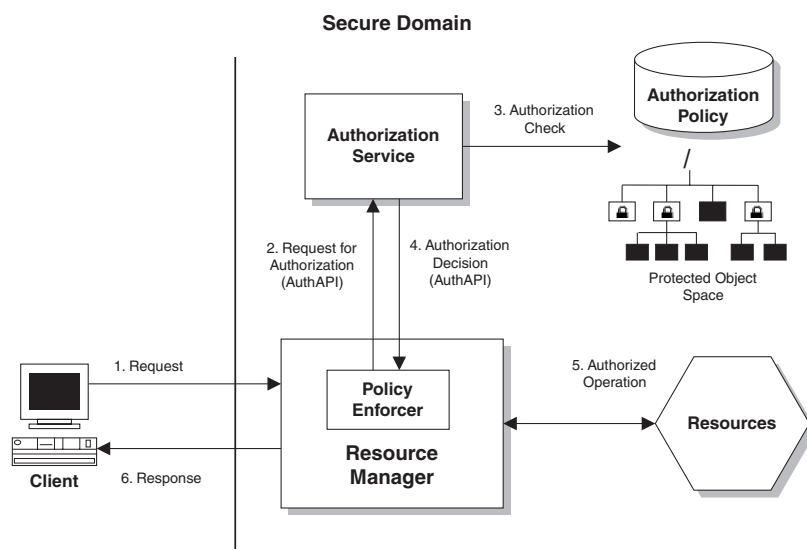 Secure Domain
Authorization
Service
3. Authorization
Check
Authorization
Policy
/
2. Request for
Authorization
(AuthAPI)
4. Authorization
Decision
(AuthAPI)
Protected Object
Space
1. Request
Policy
Enforcer
5. Authorized
Operation
Resources
Resource
Manager
Client
6. Response